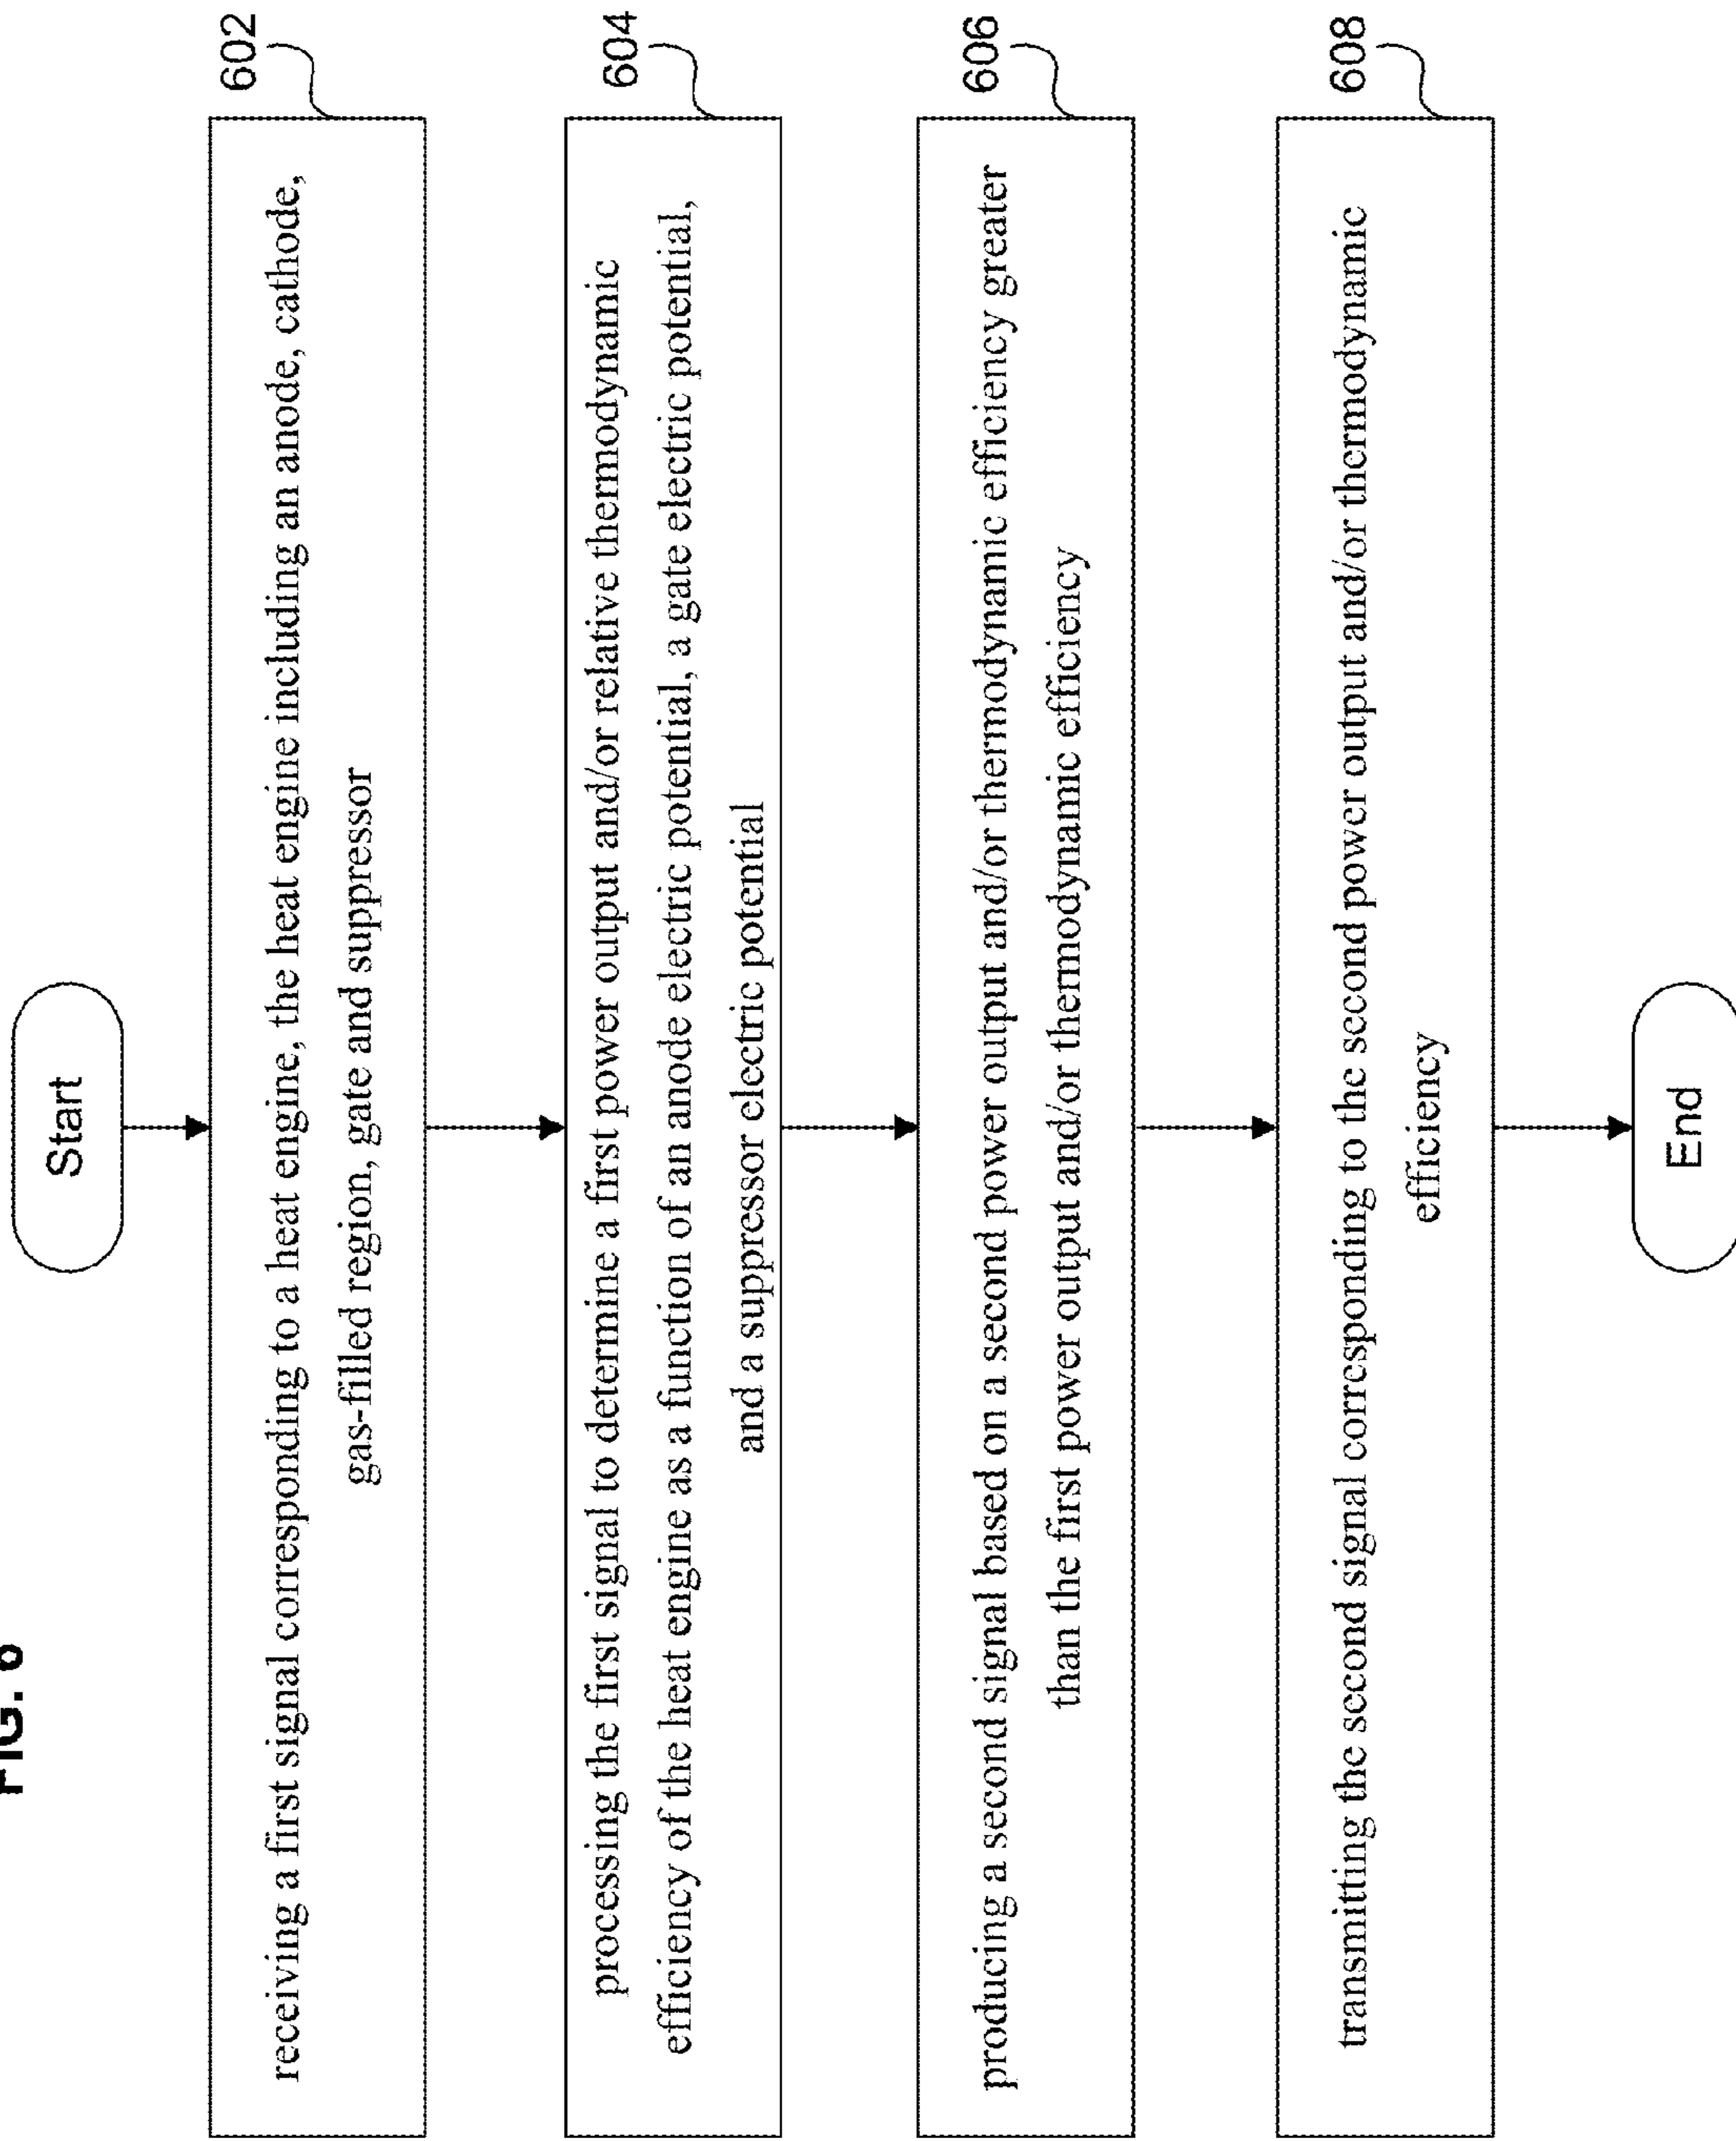 FIG. 6
Start
602
receiving a first signal corresponding to a heat engine, the heat engine including an anode, cathode,
gas-filled region, gate and suppressor
604
processing the first signal to determine a first power output and/or relative thermodynamic
efficiency of the heat engine as a function of an anode electric potential, a gate electric potential,
and a suppressor electric potential
606
producing a second signal based on a second power output and/or thermodynamic efficiency greater
than the first power output and/or thermodynamic efficiency
608
transmitting the second signal corresponding to the second power output and/or thermodynamic
efficiency
End